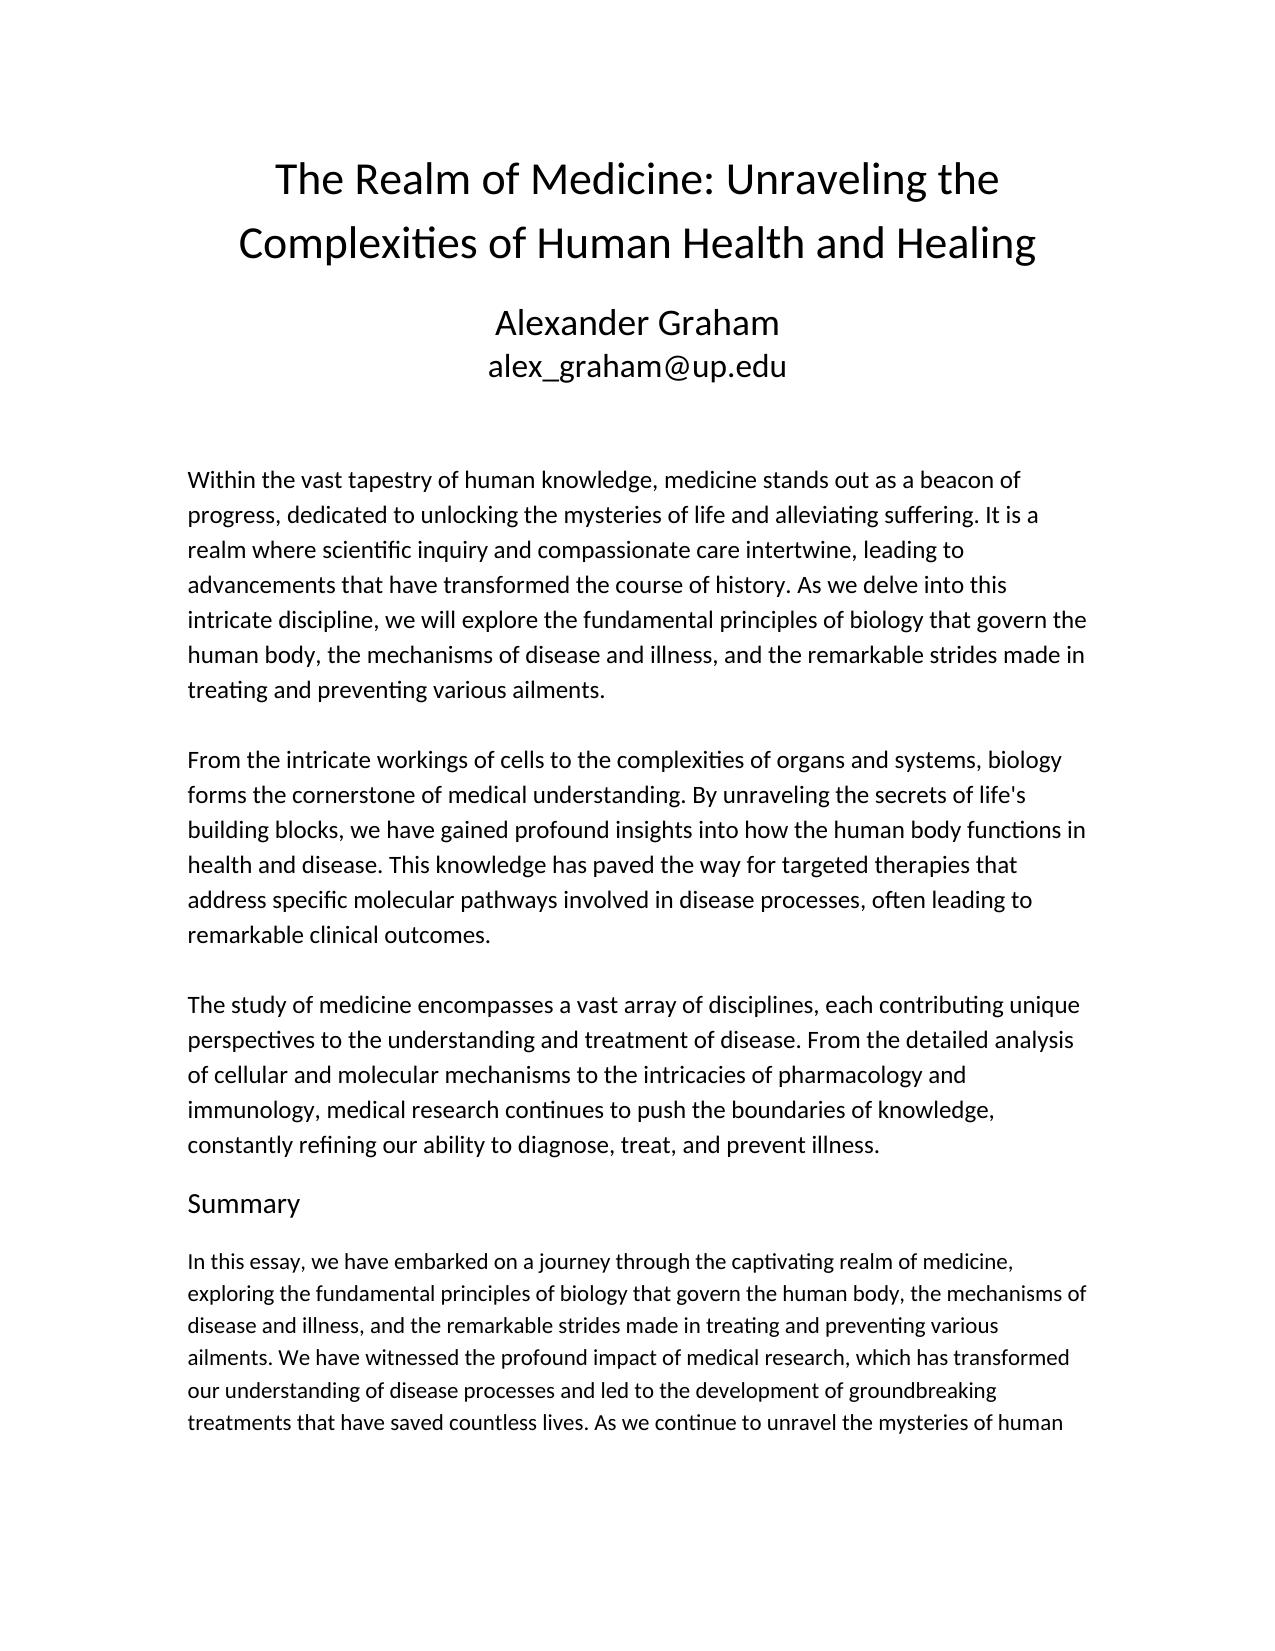 The Realm of Medicine: Unraveling the
Complexities of Human Health and Healing
Alexander Graham
alex_graham@up.edu
Within the vast tapestry of human knowledge, medicine stands out as a beacon of
progress, dedicated to unlocking the mysteries of life and alleviating suffering. It is a
realm where scientific inquiry and compassionate care intertwine, leading to
advancements that have transformed the course of history. As we delve into this
intricate discipline, we will explore the fundamental principles of biology that govern the
human body, the mechanisms of disease and illness, and the remarkable strides made in
treating and preventing various ailments.
From the intricate workings of cells to the complexities of organs and systems, biology
forms the cornerstone of medical understanding. By unraveling the secrets of life's
building blocks, we have gained profound insights into how the human body functions in
health and disease. This knowledge has paved the way for targeted therapies that
address specific molecular pathways involved in disease processes, often leading to
remarkable clinical outcomes.
The study of medicine encompasses a vast array of disciplines, each contributing unique
perspectives to the understanding and treatment of disease. From the detailed analysis
of cellular and molecular mechanisms to the intricacies of pharmacology and
immunology, medical research continues to push the boundaries of knowledge,
constantly refining our ability to diagnose, treat, and prevent illness.
Summary
In this essay, we have embarked on a journey through the captivating realm of medicine,
exploring the fundamental principles of biology that govern the human body, the mechanisms of
disease and illness, and the remarkable strides made in treating and preventing various
ailments. We have witnessed the profound impact of medical research, which has transformed
our understanding of disease processes and led to the development of groundbreaking
treatments that have saved countless lives. As we continue to unravel the mysteries of human